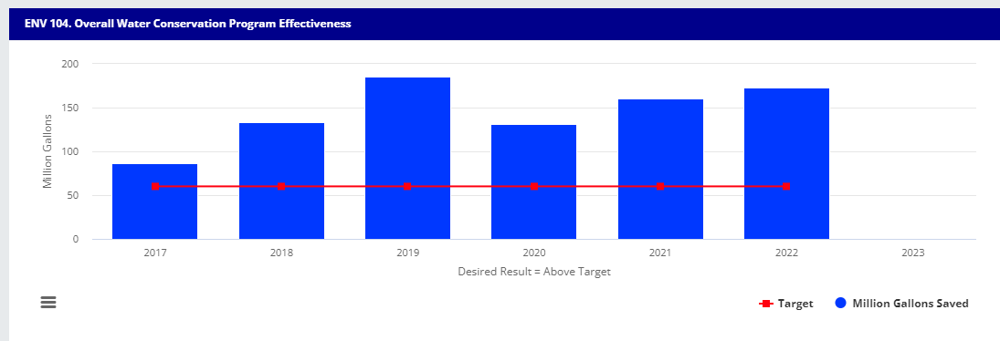 ENV 104. Overall Water Conservation Program Effectiveness
200
150
100
50
0
Million Gallons
2017 2018 2019 2020 2021 2022 2023
Desired Result = Above Target
Target Million Gallons Saved